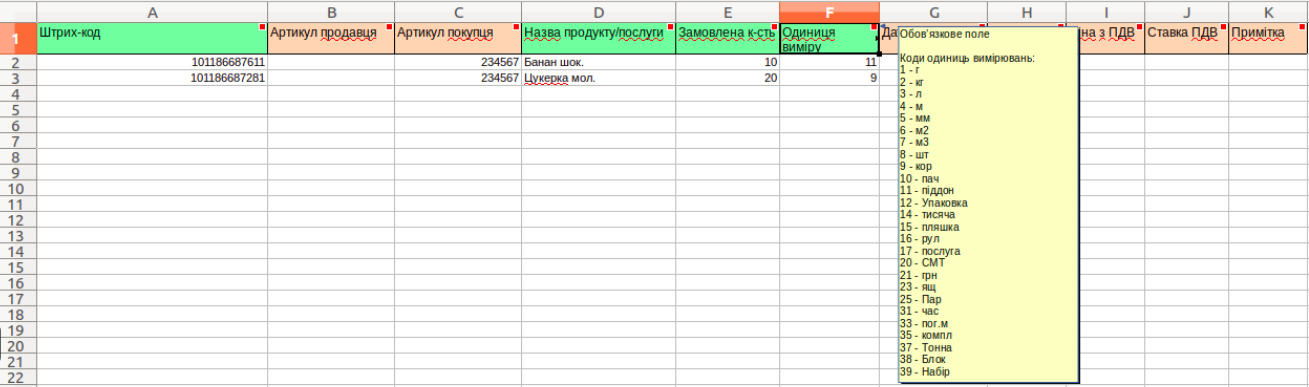 A B C D E F G H I J K
1 Штрих-код Артикул продавця Артикул покупця Назва продукту/послуги Замовлена к-сть Одиниця виміру на з ПДВ Ставка ПДВ Примітка
2 101186687611 234567 Банан шок. 10 11
3 101186687281 234567 Цукерка мол. 20 9
4
5
6
7
8
9
10
11
12
13
14
15
16
17
18
19
20
21
22
Обов'язкове поле
Коди одиниць вимірювань:
1 - г
2 - кг
3 - л
4 - м
5 - мм
6 - м2
7 - м3
8 - шт
9 - кор
10 - пач
11 - піддон
12 - Упаковка
14 - тисяча
15 - пляшка
16 - рул
17 - послуга
20 - СМТ
21 - грн
23 - ящ
25 - Пар
31 - час
33 - пог.м
35 - компл
37 - Тонна
38 - Блок
39 - Набір